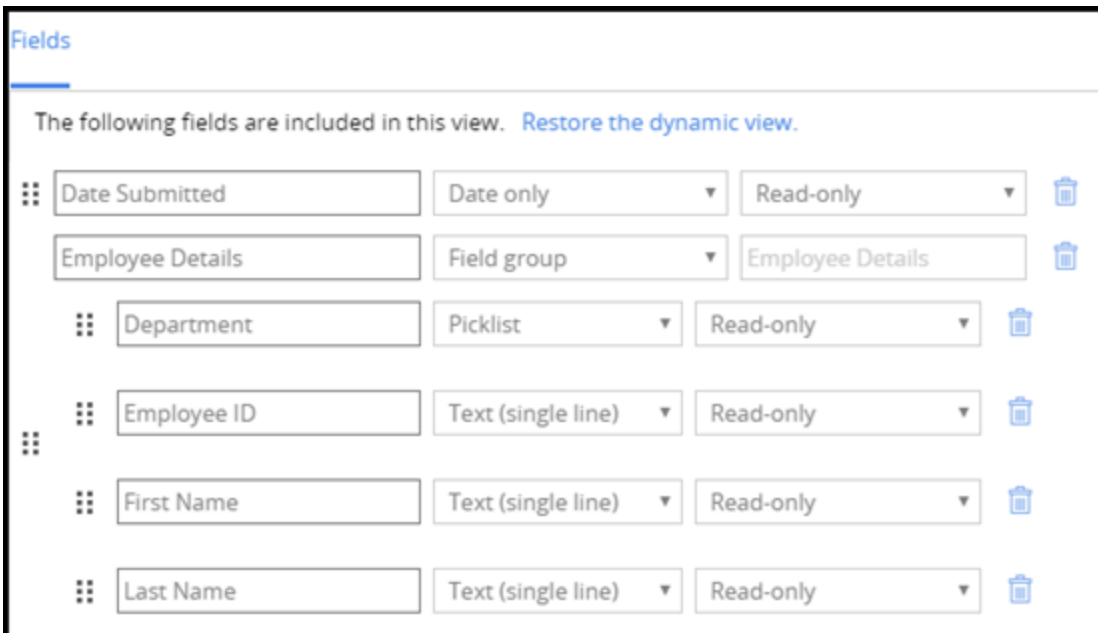 Fields
The following fields are included in this view. Restore the dynamic view.
Date Submitted Date only Read-only
Employee Details Field group Employee Details
Department Picklist Read-only
Employee ID Text (single line) Read-only
First Name Text (single line) Read-only
Last Name Text (single line) Read-only